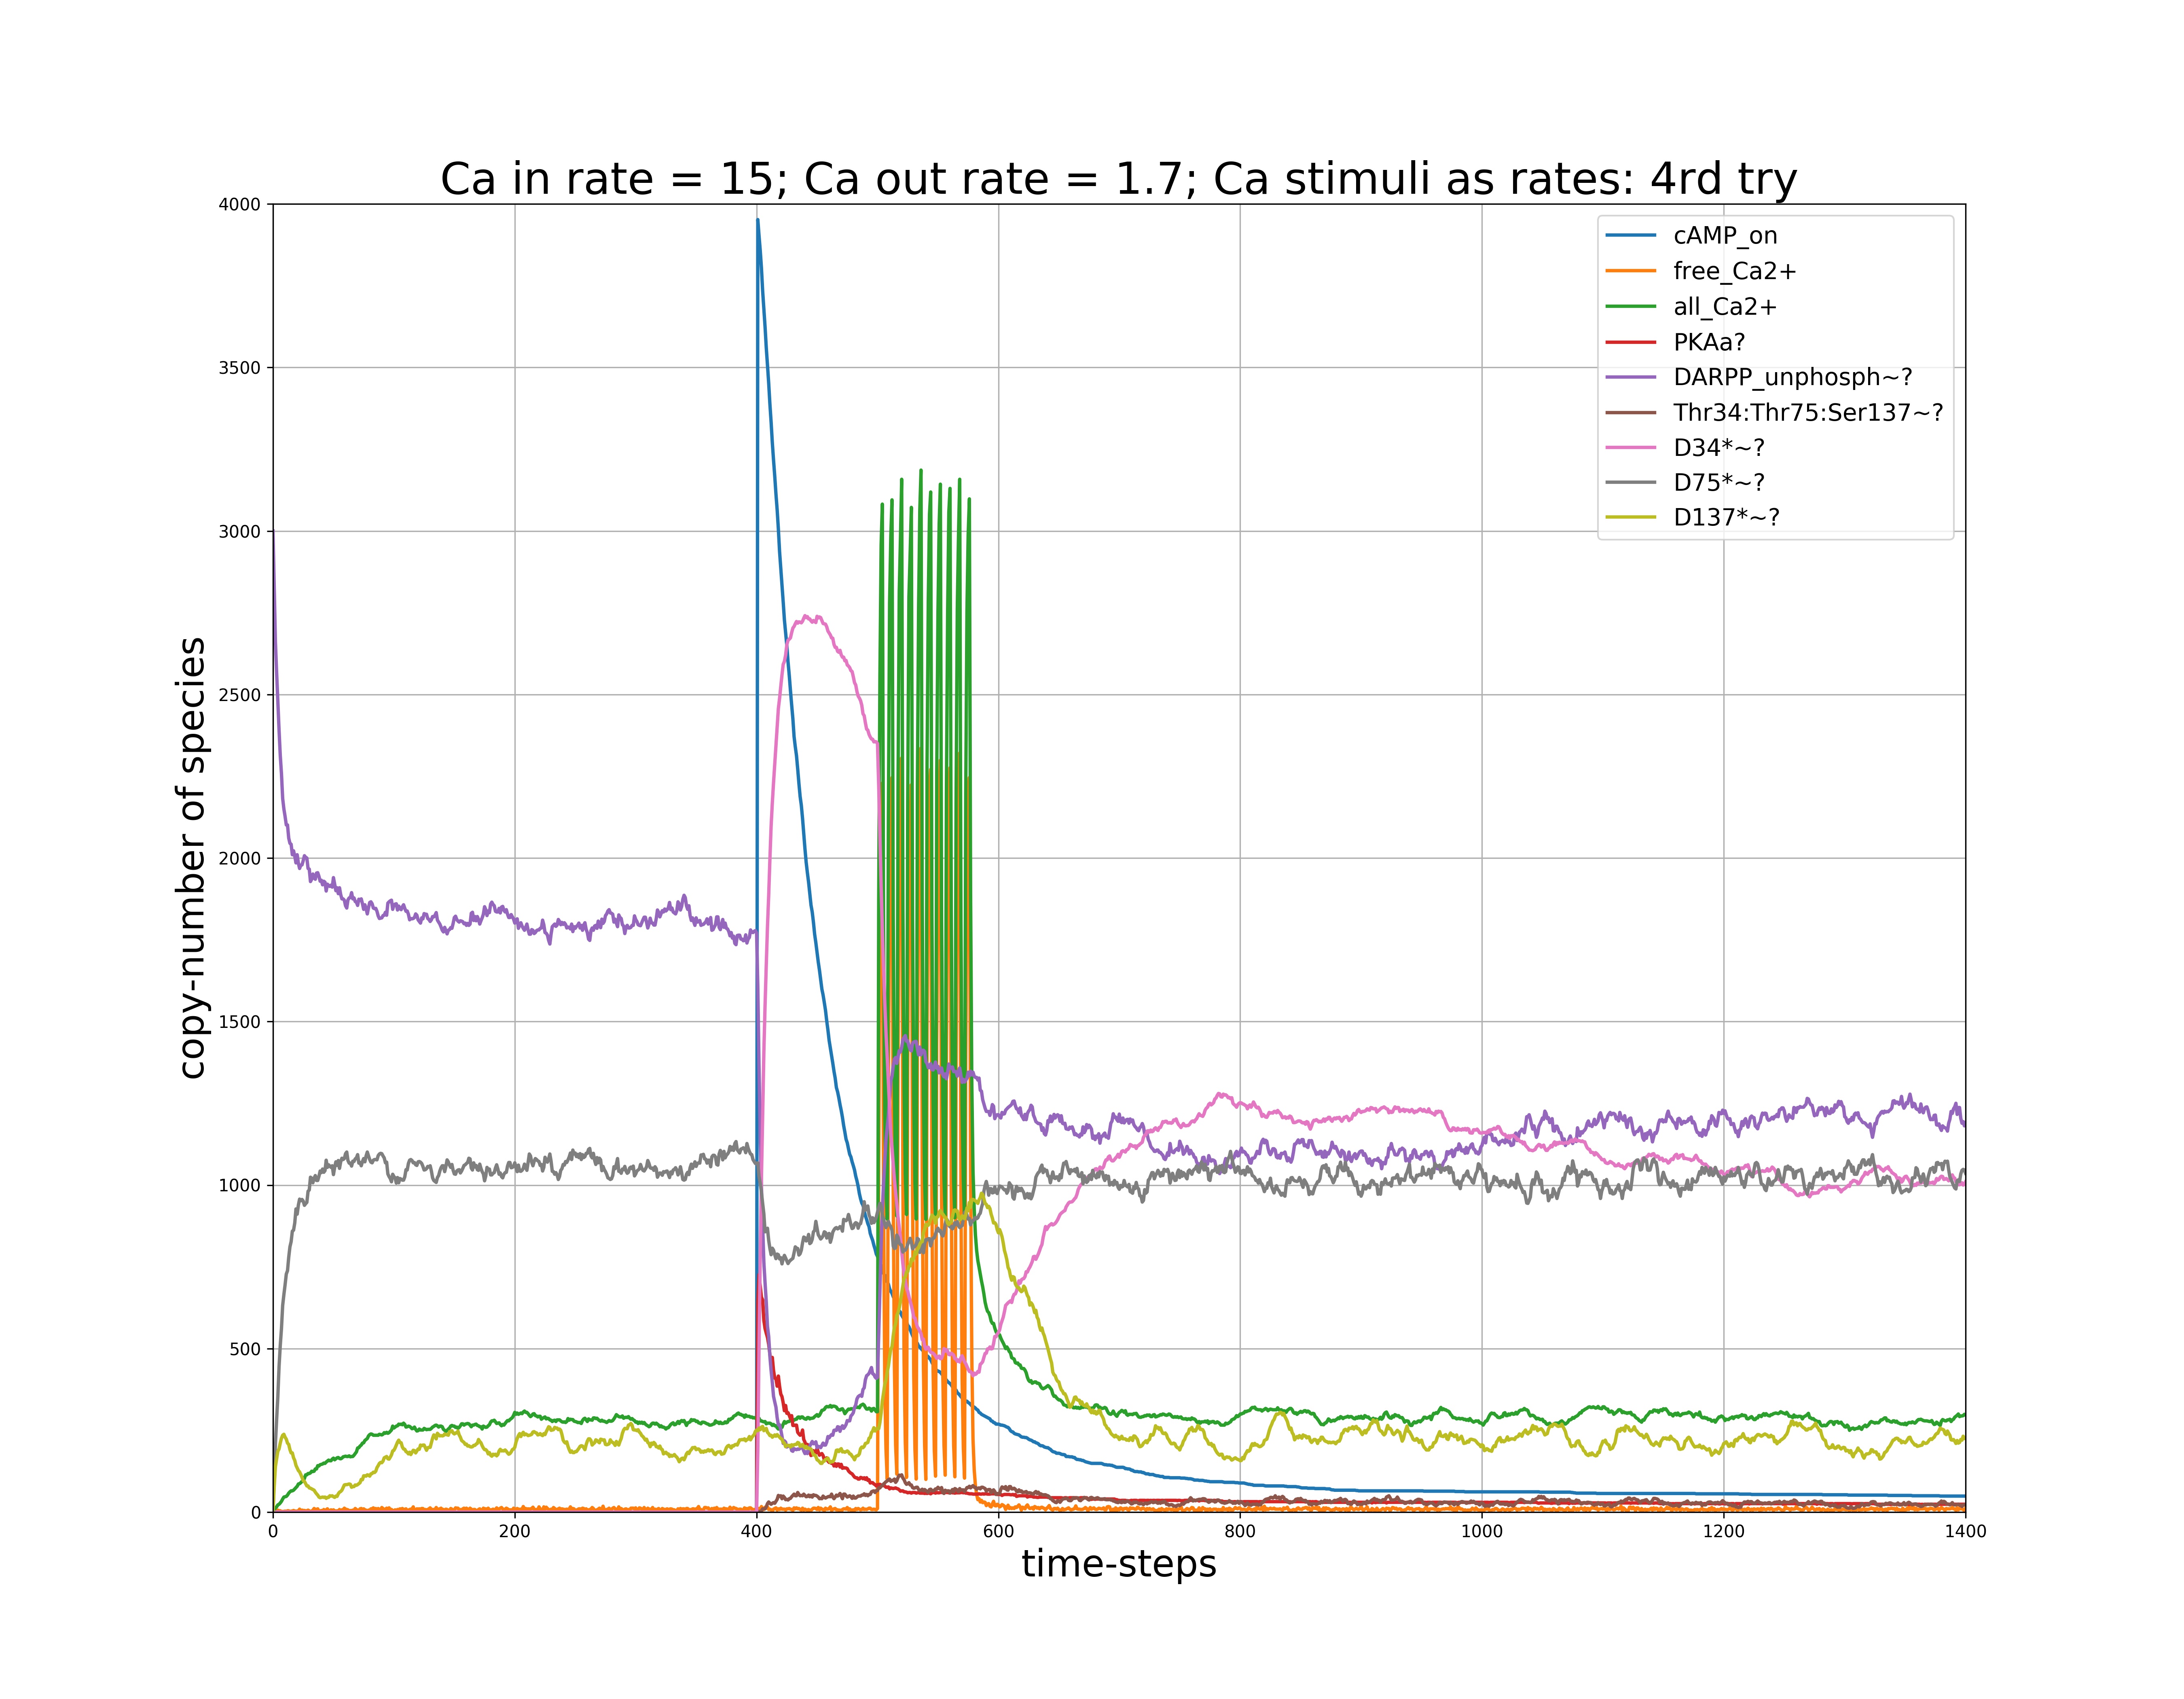 Ca in rate = 15; Ca out rate = 1.7; Ca stimuli as rates: 4rd try
copy-number of species
4000
3500
3000
2500
2000
1500
1000
500
0
cAMP_on
free_Ca2+
all_Ca2+
PKAa?
DARPP_unphosph~?
Thr34:Thr75:Ser137~?
D34*~?
D75*~?
D137*~?
0 200 400 600 800 1000 1200 1400
time-steps